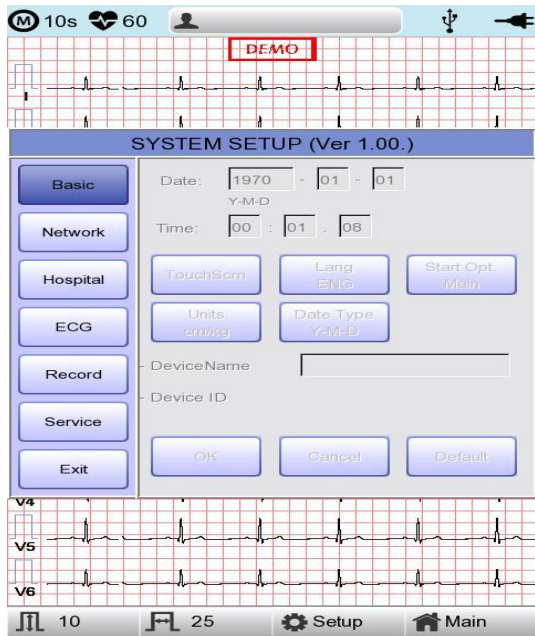 M 10s 60
DEMO
I
SYSTEM SETUP (Ver 1.00.)
Basic
Date: 1970 - 01 - 01
Y-M-D
Network
Time: 00 : 01 . 08
Hospital
TouchScrn Lang ENG Start Opt Main
ECG
Units cm/kg Date Type Y-M-D
Record
- DeviceName
- Device ID
Service
Exit
OK Cancel Default
V4
V5
V6
10 25 Setup Main